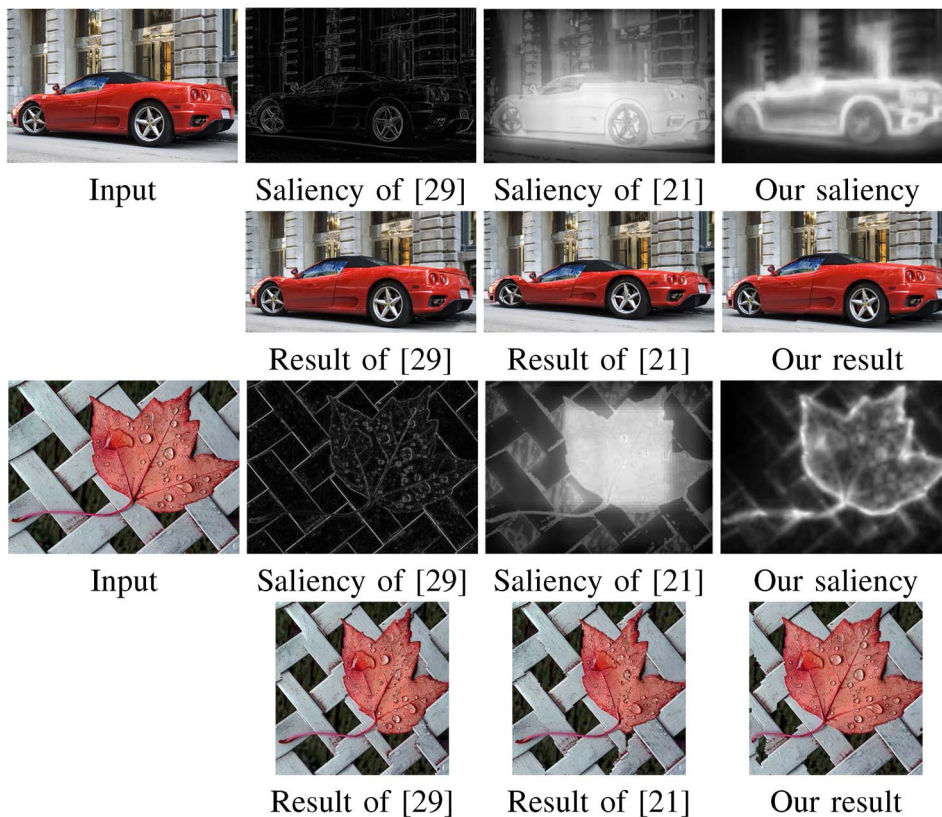 Input Saliency of [29] Saliency of [21] Our saliency
Result of [29] Result of [21] Our result
Input Saliency of [29] Saliency of [21] Our saliency
Result of [29] Result of [21] Our result